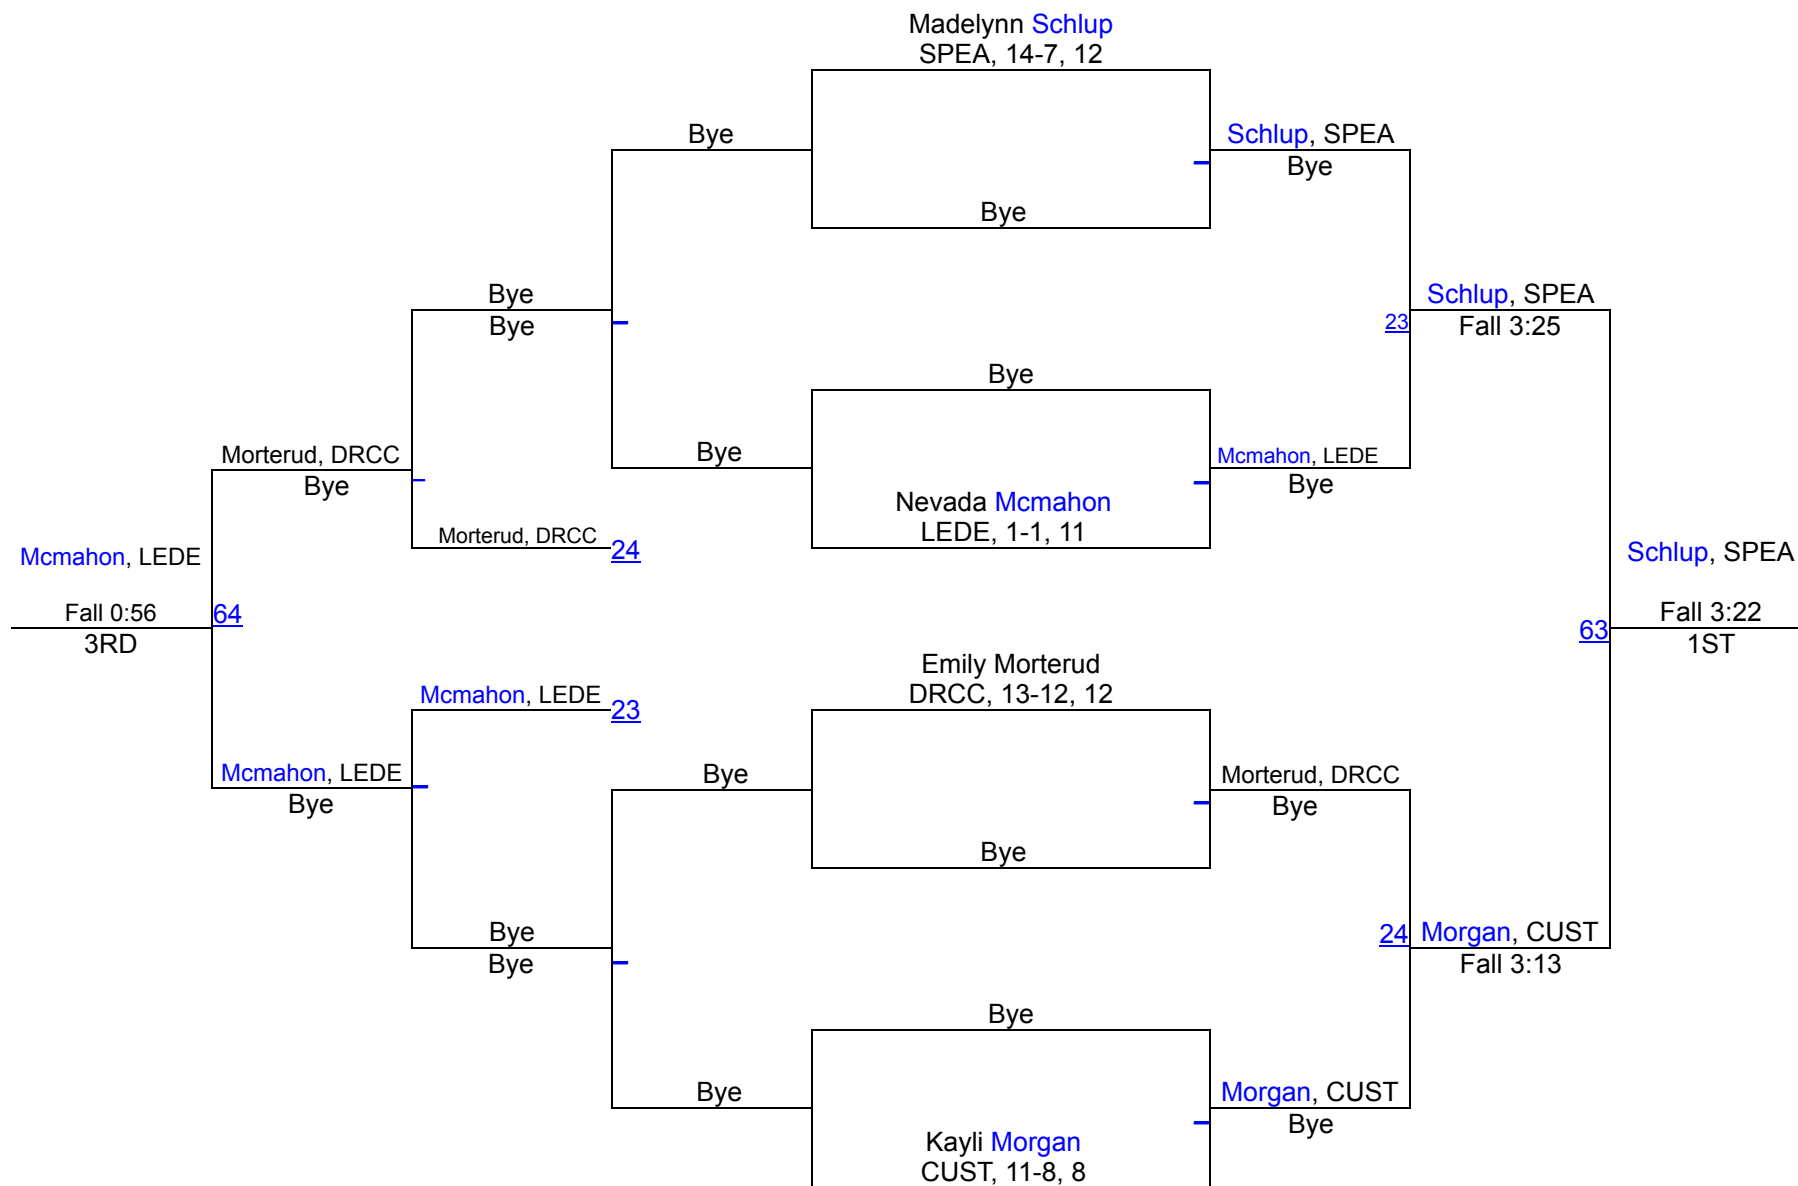 Madelynn Schlup
SPEA, 14-7, 12
Bye
Schlup, SPEA
Bye
Bye
Bye
Bye
Schlup, SPEA
23
Fall 3:25
Bye
Morterud, DRCC
Bye
Bye
Mcmahon, LEDE
Bye
Nevada Mcmahon
LEDE, 1-1, 11
Morterud, DRCC
24
Mcmahon, LEDE
Schlup, SPEA
Fall 0:56
64
3RD
Fall 3:22
63
1ST
Emily Morterud
DRCC, 13-12, 12
Mcmahon, LEDE
23
Mcmahon, LEDE
Bye
Bye
Morterud, DRCC
Bye
Bye
Bye
Bye
24
Morgan, CUST
Fall 3:13
Bye
Bye
Morgan, CUST
Bye
Kayli Morgan
CUST, 11-8, 8